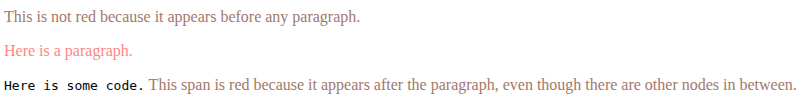 This is not red because it appears before any paragraph.
Here is a paragraph.
Here is some code. This span is red because it appears after the paragraph, even though there are other nodes in between.